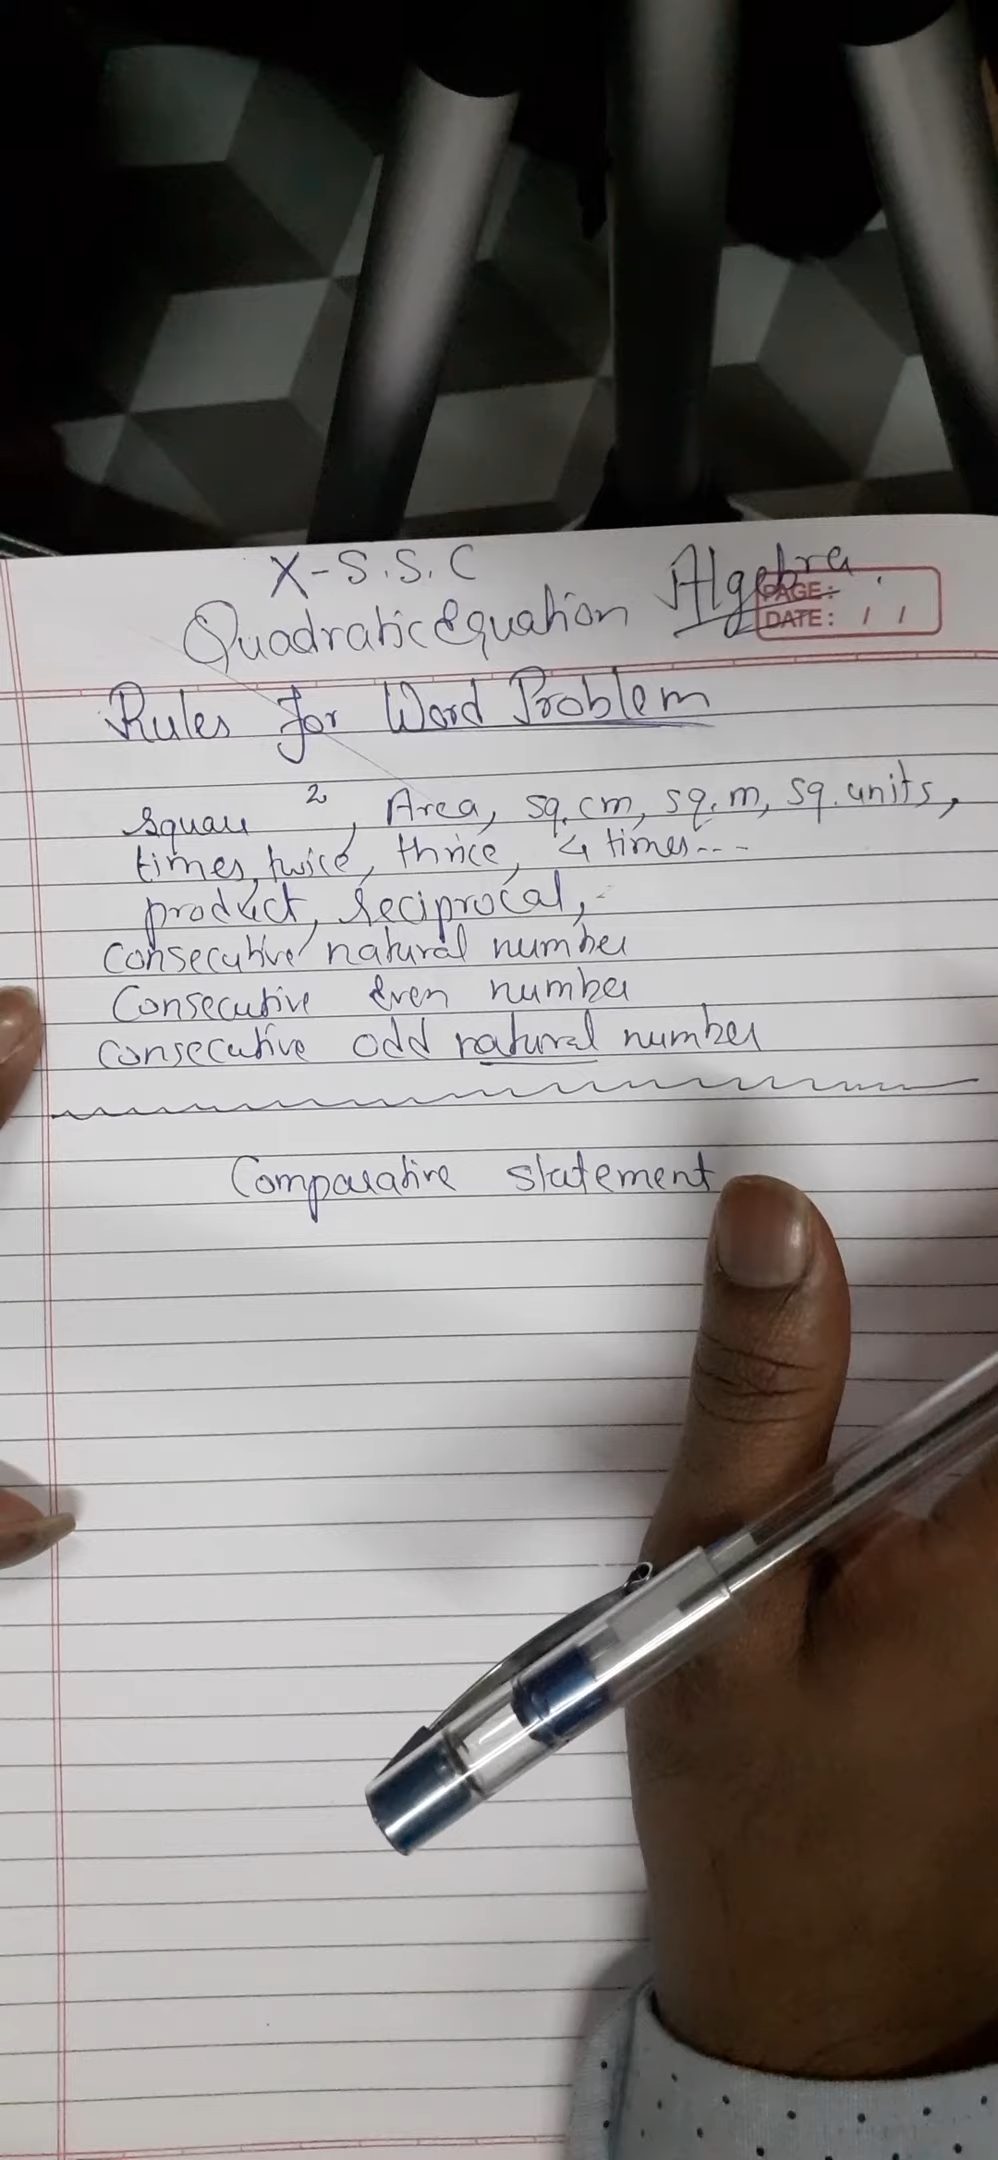 X-S.S.C
Quadratic Equation Algebra
PAGE:
DATE: / /
Rules for Word Problem
square ², Area, sq.cm, sq.m, sq.units,
times, twice, thrice, 4 times...
product, reciprocal,
Consecutive natural number
Consecutive even number
consecutive odd natural number
Comparative statement